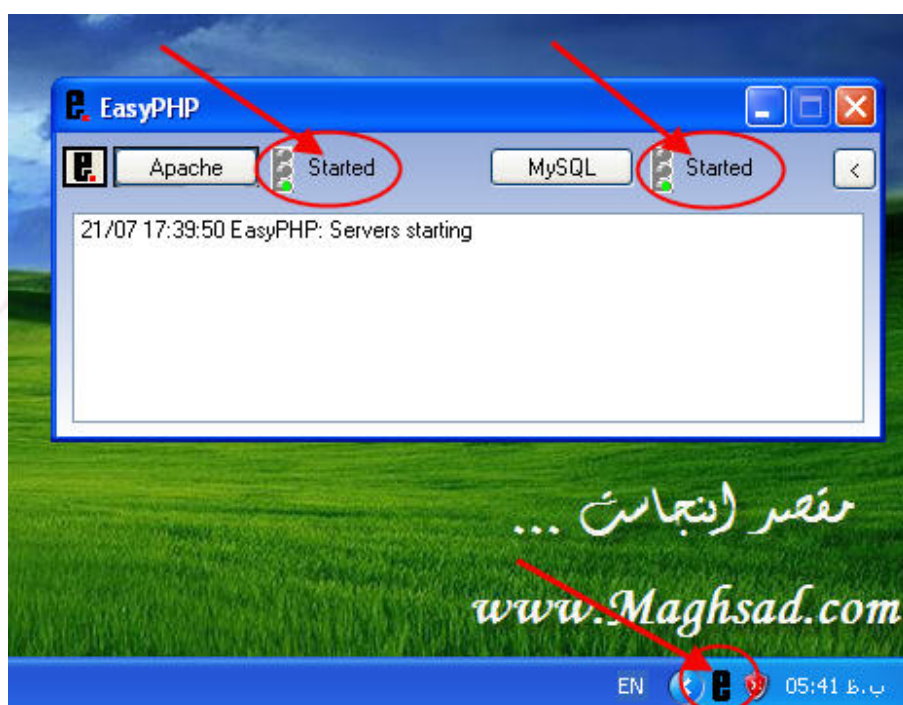 EasyPHP
Apache Started MySQL Started <
21/07 17:39:50 EasyPHP: Servers starting
مقصد اینجاست ...
www.Maghsad.com
EN 05:41 ب.ظ